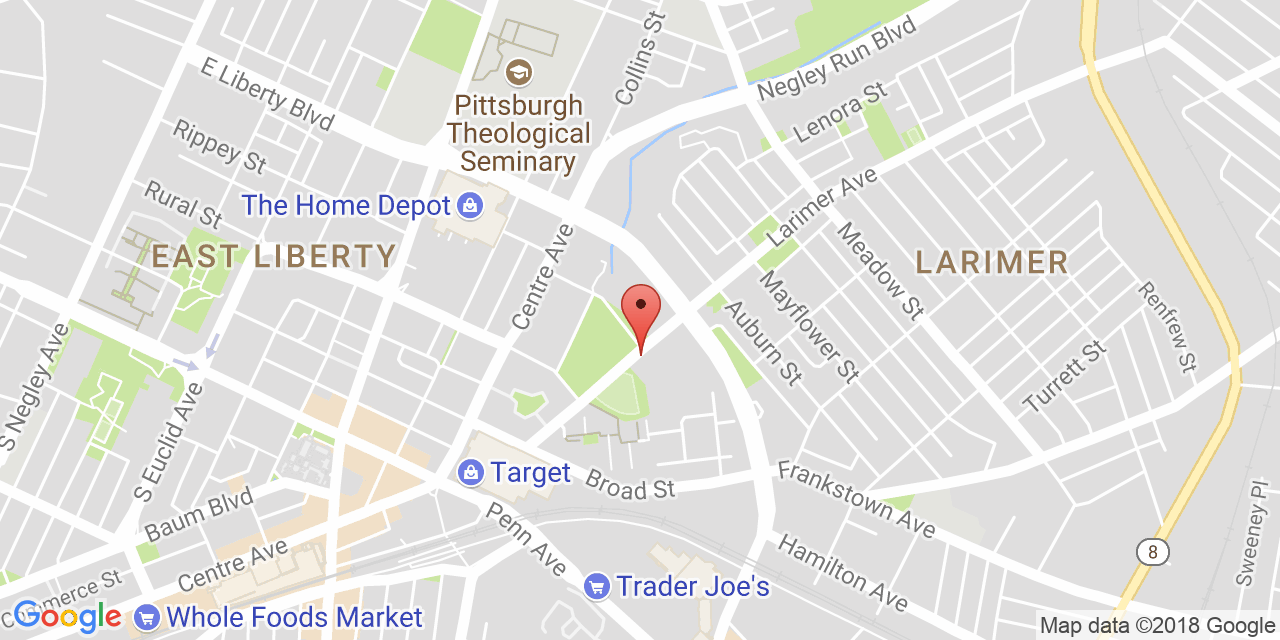 Collins St
Negley Run Blvd
E Liberty Blvd
Pittsburgh
Theological
Seminary
Lenora St
Rippey St
Rural St
The Home Depot
Larimer Ave
EAST LIBERTY
Centre Ave
LARIMER
Meadow St
Mayflower St
Auburn St
Renfrew St
Turrett St
S Negley Ave
S Euclid Ave
Target
Broad St
Frankstown Ave
Baum Blvd
Penn Ave
Centre Ave
Hamilton Ave
8
Sweeney Pl
Commerce St
Trader Joe's
Google
Whole Foods Market
Map data ©2018 Google